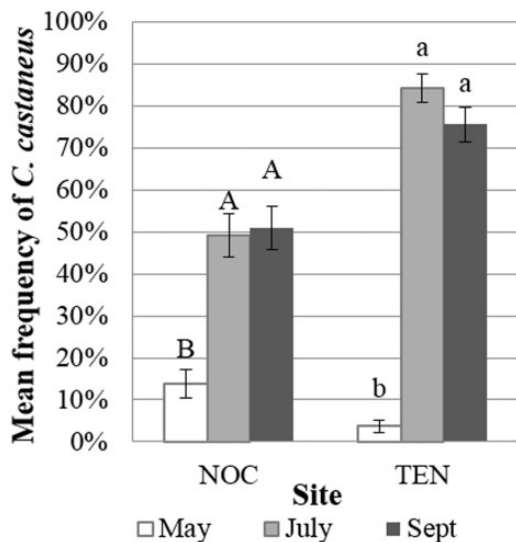 Mean frequency of C. castaneus
100%
90%
80%
70%
60%
50%
40%
30%
20%
10%
0%
B
A
A
b
a
a
NOC
TEN
Site
May
July
Sept